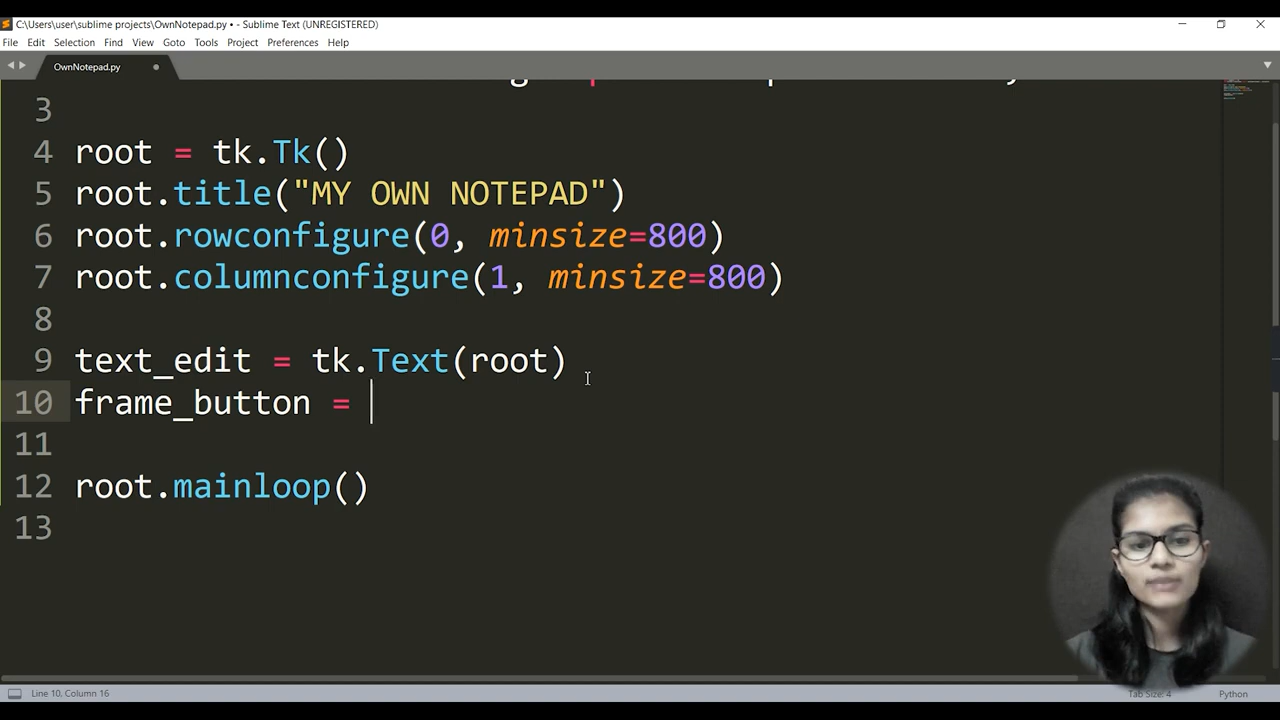 C:\Users\user\sublime projects\OwnNotepad.py • - Sublime Text (UNREGISTERED)
File Edit Selection Find View Goto Tools Project Preferences Help
OwnNotepad.py
3
4 root = tk.Tk()
5 root.title("MY OWN NOTEPAD")
6 root.rowconfigure(0, minsize=800)
7 root.columnconfigure(1, minsize=800)
8
9 text_edit = tk.Text(root)
10 frame_button =
11
12 root.mainloop()
13
Line 10, Column 16 Tab Size: 4 Python